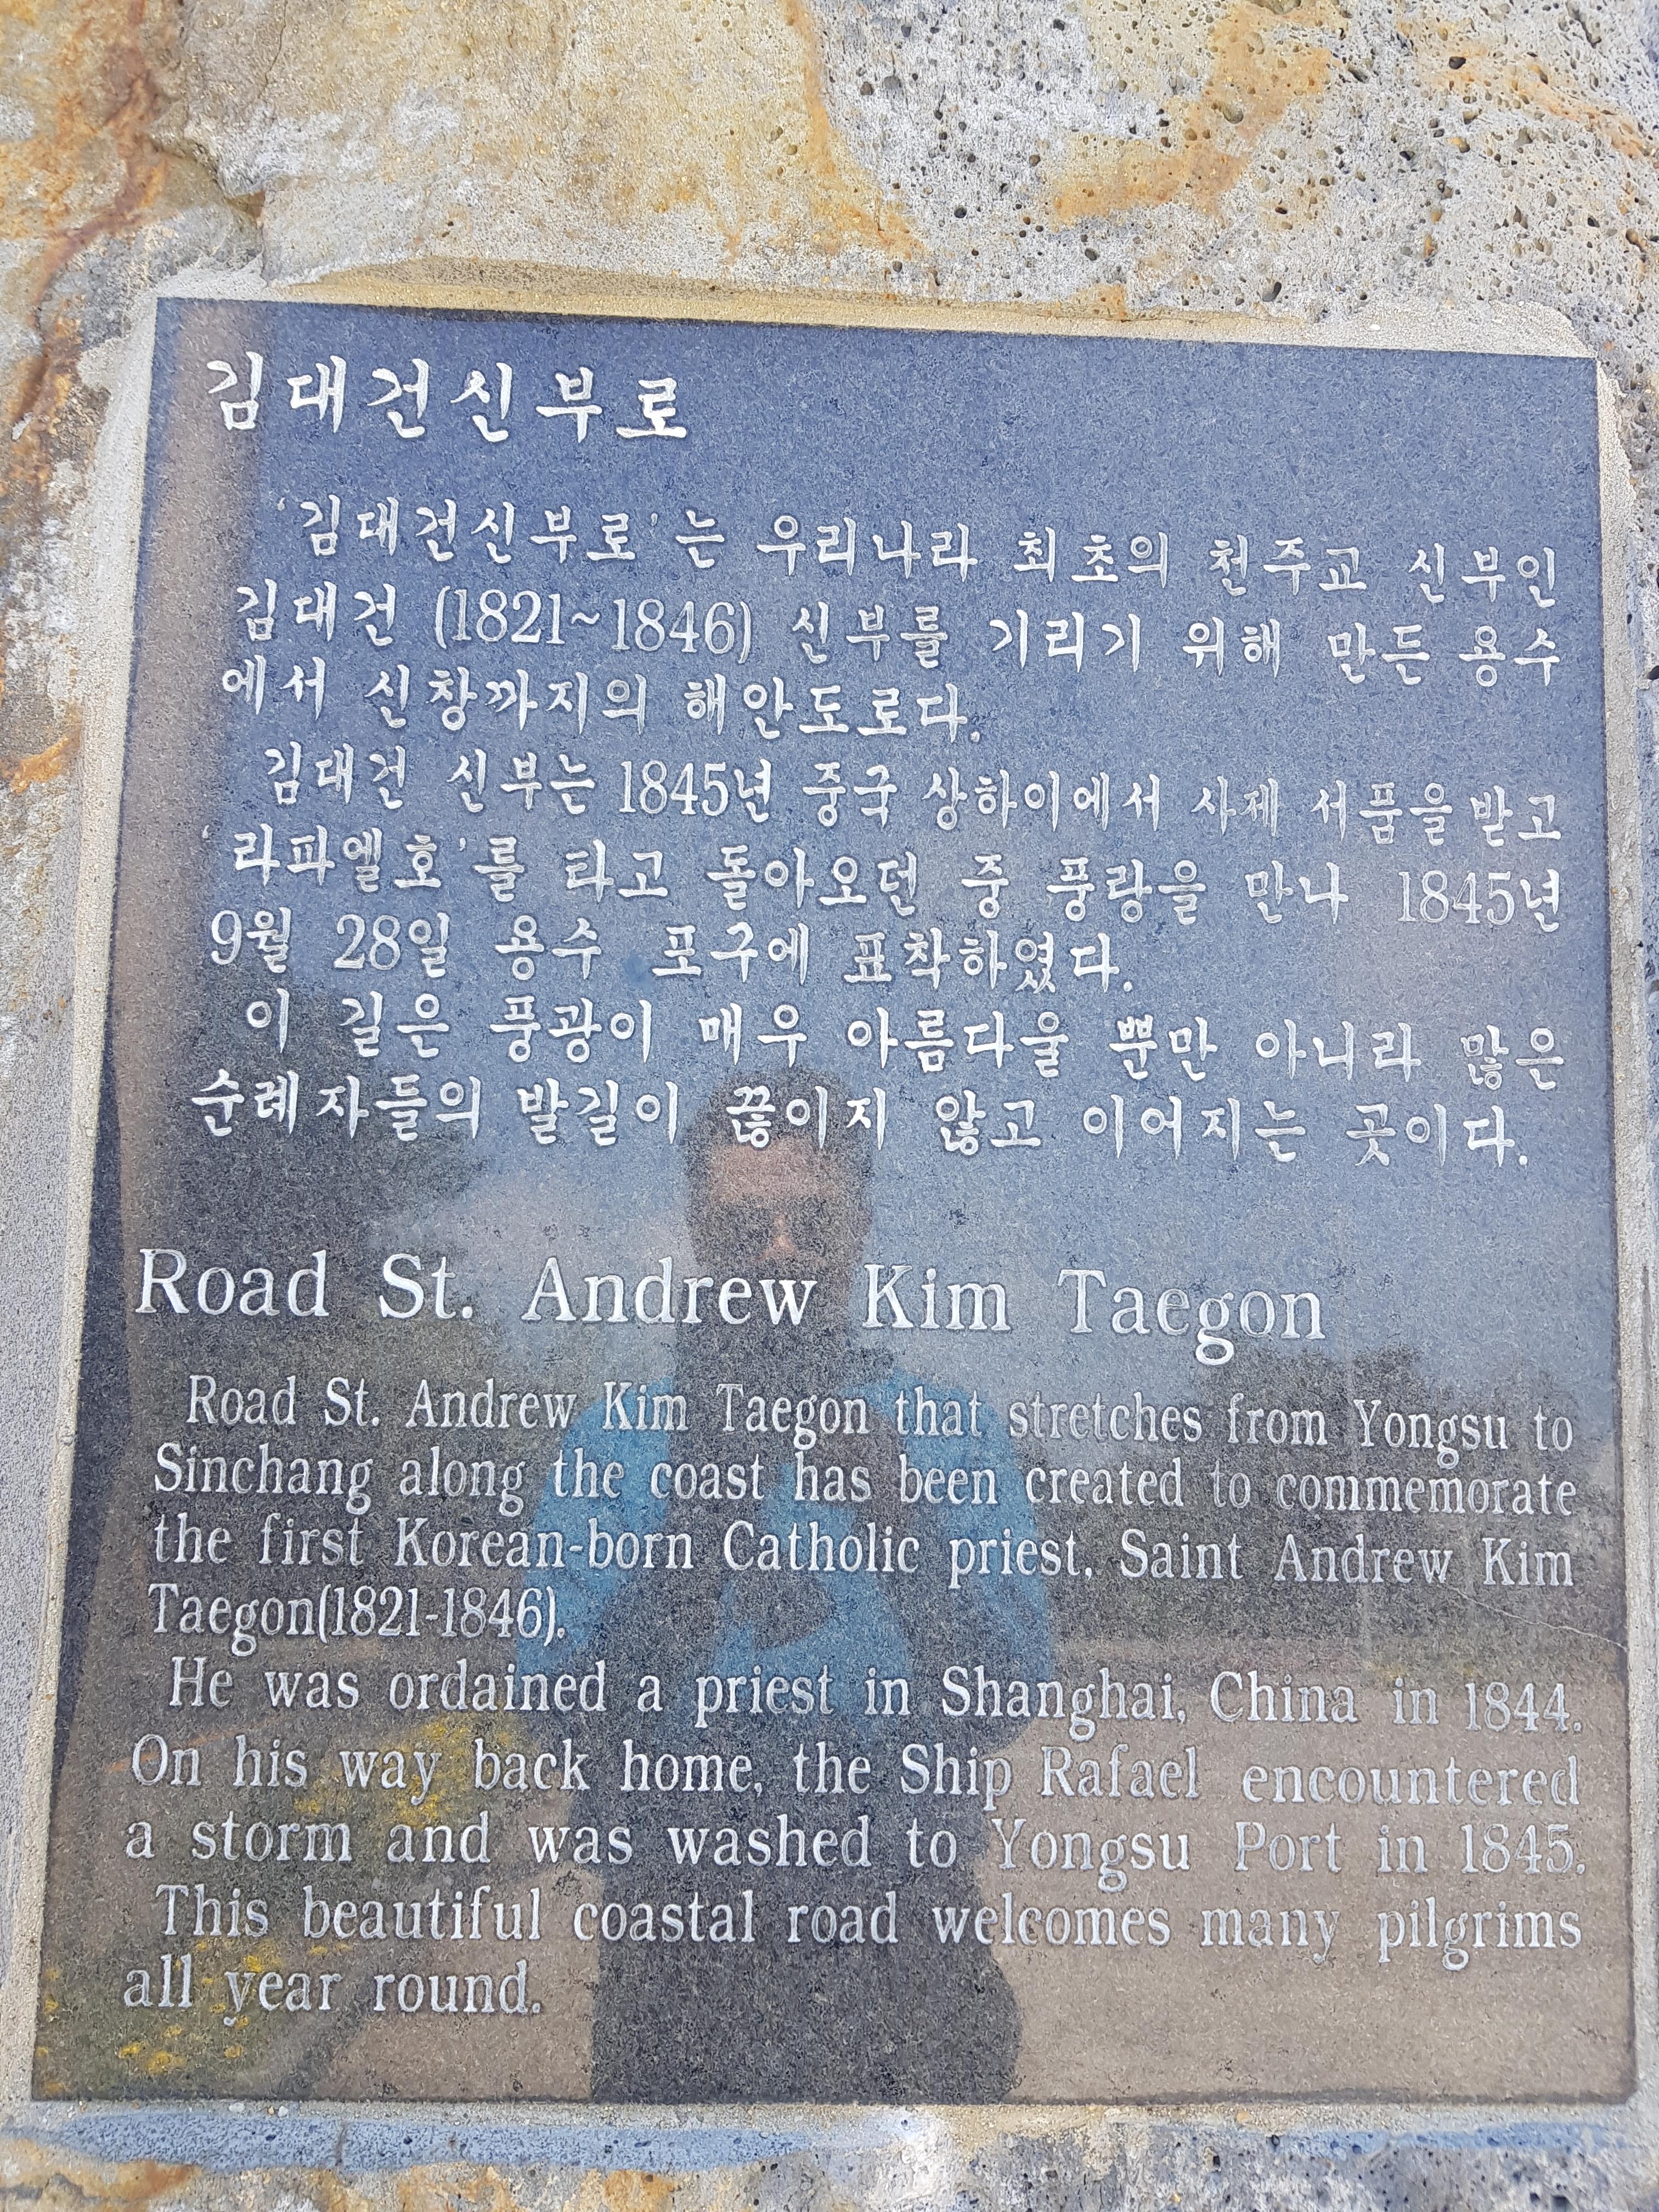 김대건신부로
'김대건신부로'는 우리나라 최초의 천주교 신부인
김대건 (1821~1846) 신부를 기리기 위해 만든 용수
에서 신창까지의 해안도로다.
김대건 신부는 1845년 중국 상하이에서 사제 서품을 받고
'라파엘호'를 타고 돌아오던 중 풍랑을 만나 1845년
9월 28일 용수 포구에 표착하였다.
이 길은 풍광이 매우 아름다울 뿐만 아니라 많은
순례자들의 발길이 끊이지 않고 이어지는 곳이다.
Road St. Andrew Kim Taegon
Road St. Andrew Kim Taegon that stretches from Yongsu to
Sinchang along the coast has been created to commemorate
the first Korean-born Catholic priest, Saint Andrew Kim
Taegon(1821-1846).
He was ordained a priest in Shanghai, China in 1844.
On his way back home, the Ship Rafael encountered
a storm and was washed to Yongsu Port in 1845.
This beautiful coastal road welcomes many pilgrims
all year round.